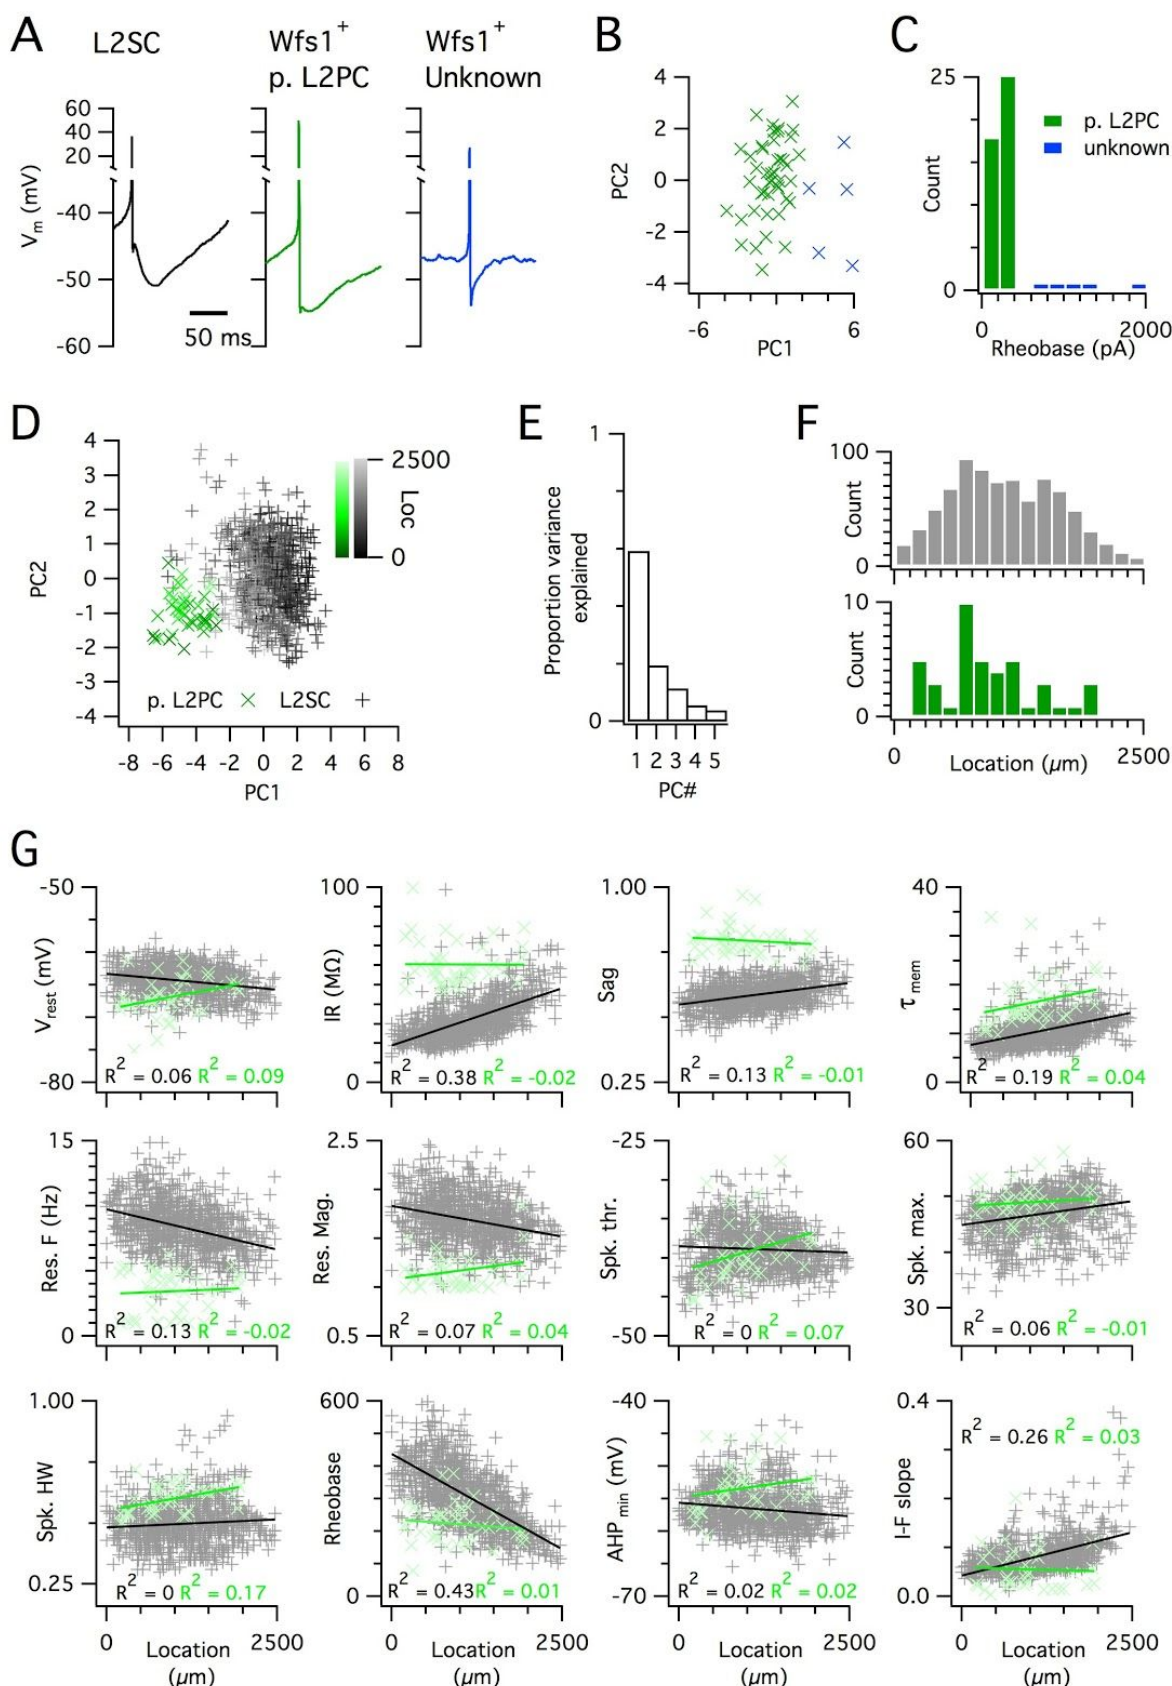 A
L2SC
Wfs1+
p. L2PC
Wfs1+
Unknown
60
40
20
-40
-50
-60
Vm (mV)
50 ms
B
4
2
0
-2
-4
PC2
-6
6
PC1
C
25
0
Count
p. L2PC
unknown
0
2000
Rheobase (pA)
D
4
3
2
1
0
-1
-2
-3
-4
PC2
2500
0
Loc
p. L2PC
L2SC
-8 -6 -4 -2 0 2 4 6 8
PC1
E
1
0
Proportion variance
explained
1 2 3 4 5
PC#
F
100
0
Count
10
0
Count
0
2500
Location (µm)
G
-50
-80
Vrest (mV)
R2 = 0.06 R2 = 0.09
100
0
IR (MΩ)
R2 = 0.38 R2 = -0.02
1.00
0.25
Sag
R2 = 0.13 R2 = -0.01
40
0
τmem
R2 = 0.19 R2 = 0.04
15
0
Res. F (Hz)
R2 = 0.13 R2 = -0.02
2.5
0.5
Res. Mag.
R2 = 0.07 R2 = 0.04
-25
-50
Spk. thr.
R2 = 0 R2 = 0.07
60
30
Spk. max.
R2 = 0.06 R2 = -0.01
1.00
0.25
Spk. HW
R2 = 0 R2 = 0.17
0 Location 2500
(µm)
600
0
Rheobase
R2 = 0.43 R2 = 0.01
0 Location 2500
(µm)
-40
-70
AHPmin (mV)
R2 = 0.02 R2 = 0.02
0 Location 2500
(µm)
0.4
0.0
I-F slope
R2 = 0.26 R2 = 0.03
0 Location 2500
(µm)